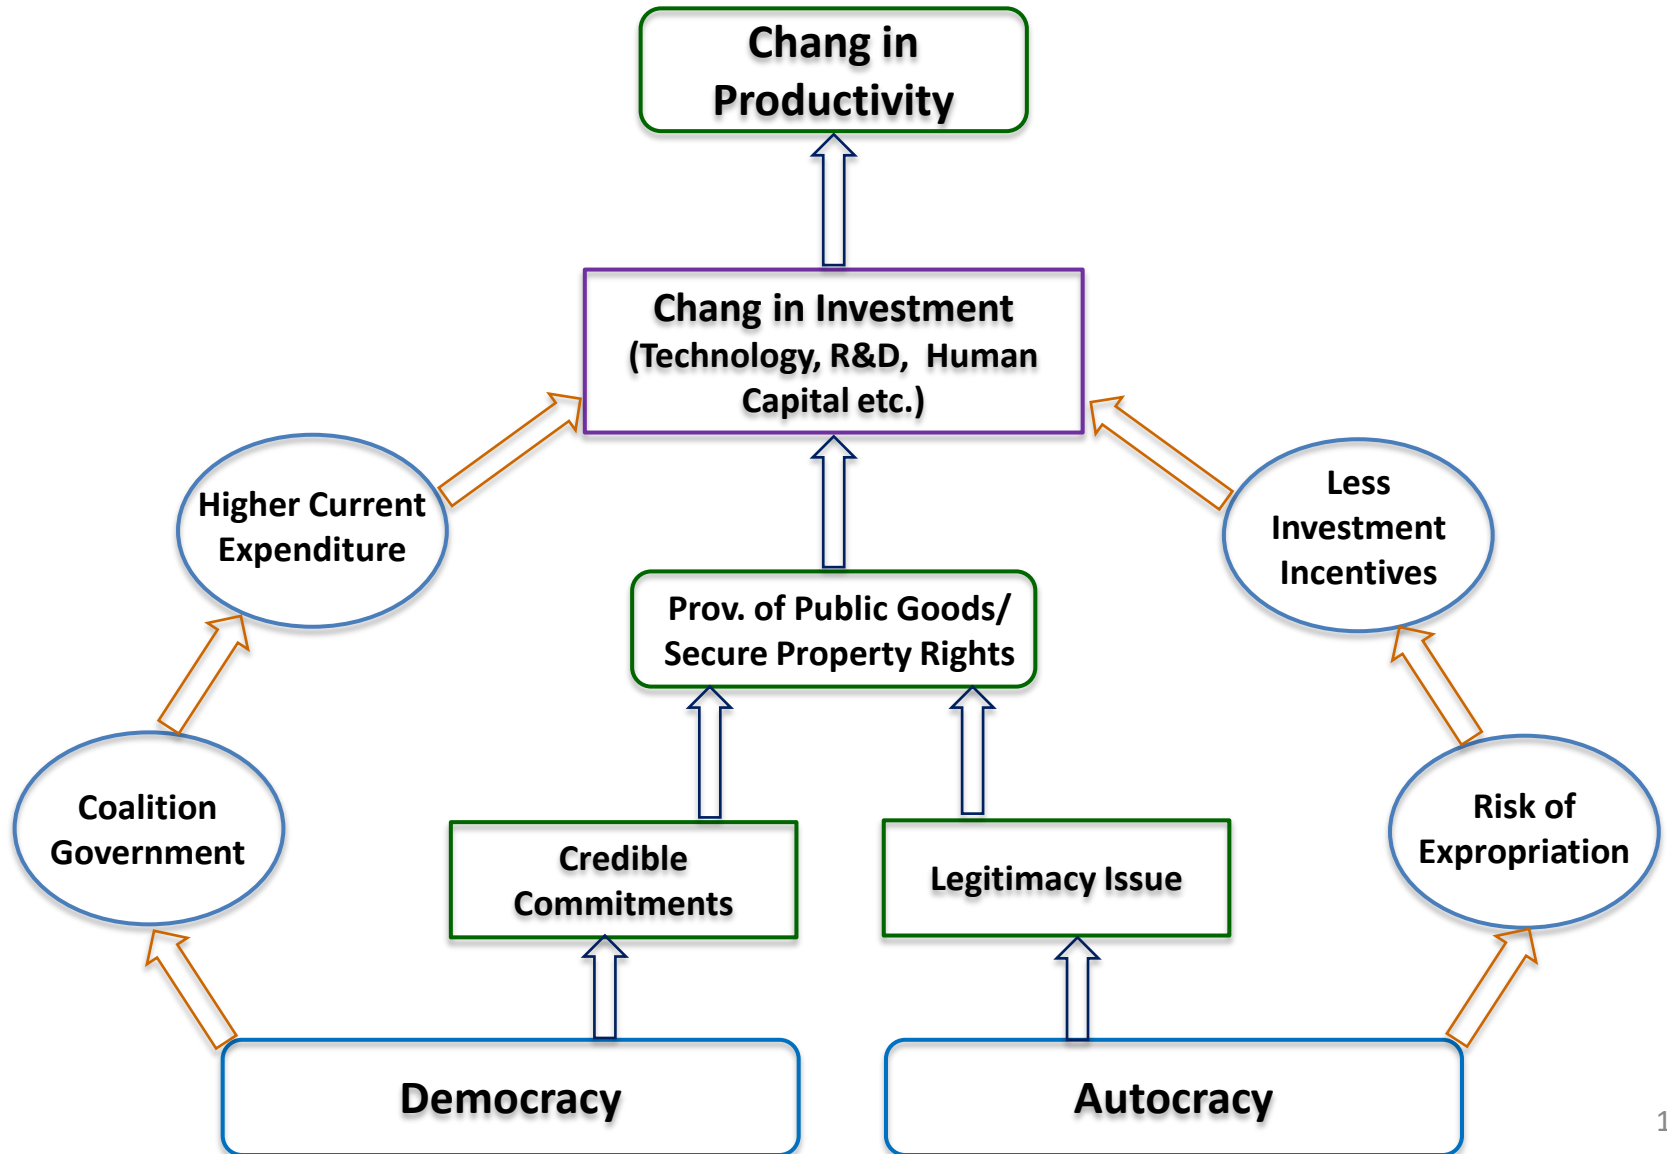 Chang in
Productivity
Chang in Investment
(Technology, R&D, Human
Capital etc.)
Higher Current
Expenditure
Less
Investment
Incentives
Prov. of Public Goods/
Secure Property Rights
Coalition
Government
Credible
Commitments
Legitimacy Issue
Risk of
Expropriation
Democracy
Autocracy
1